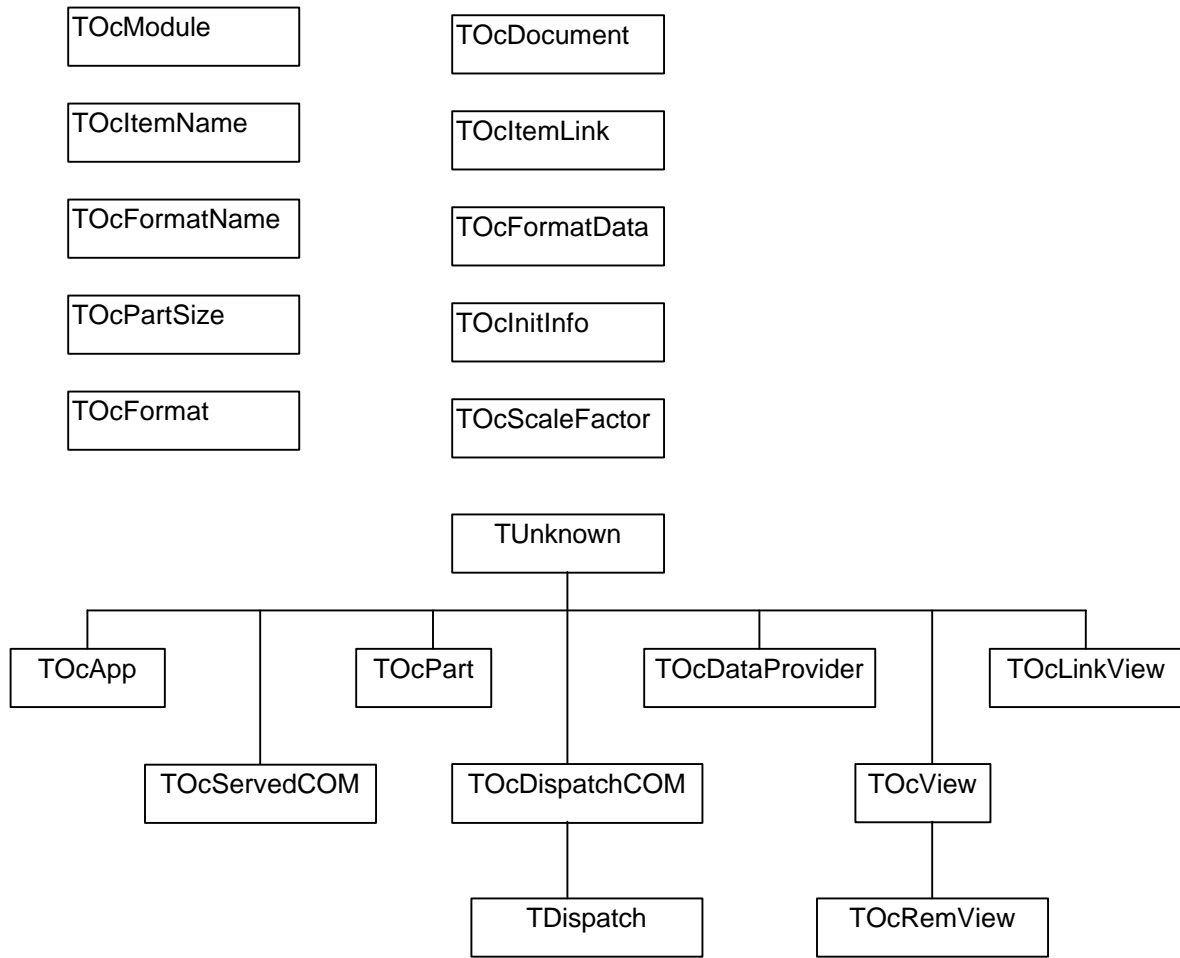 TOcModule
TOcDocument
TOcItemName
TOcItemLink
TOcFormatName
TOcFormatData
TOcPartSize
TOcInitInfo
TOcFormat
TOcScaleFactor
TUnknown
TOcApp
TOcPart
TOcDataProvider
TOcLinkView
TOcServedCOM
TOcDispatchCOM
TOcView
TDispatch
TOcRemView